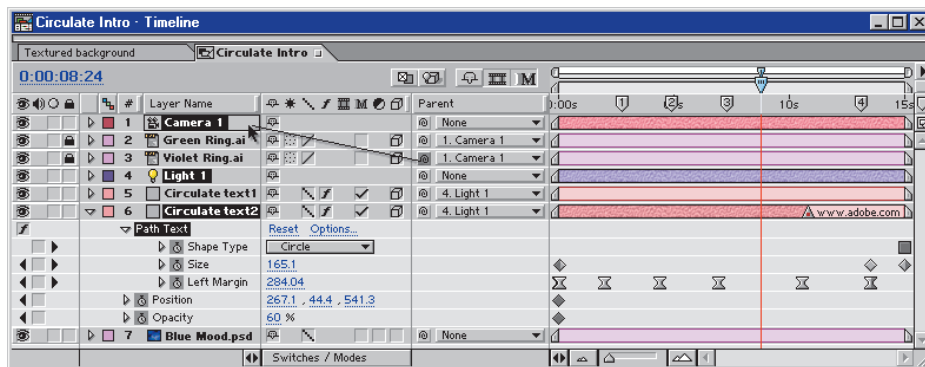 Circulate Intro · Timeline
Textured background Circulate Intro
0:00:08:24 M
# Layer Name M Parent ):00s 1 2 s 3 10s 4 15s
1 Camera 1 None
2 Green Ring.ai 1. Camera 1
3 Violet Ring.ai 1. Camera 1
4 Light 1 None
5 Circulate text1 4. Light 1
6 Circulate text2 4. Light 1 www.adobe.com
Path Text Reset Options...
Shape Type Circle
Size 165.1
Left Margin 284.04
Position 267.1 , 44.4 , 541.3
Opacity 60 %
7 Blue Mood.psd None
Switches / Modes